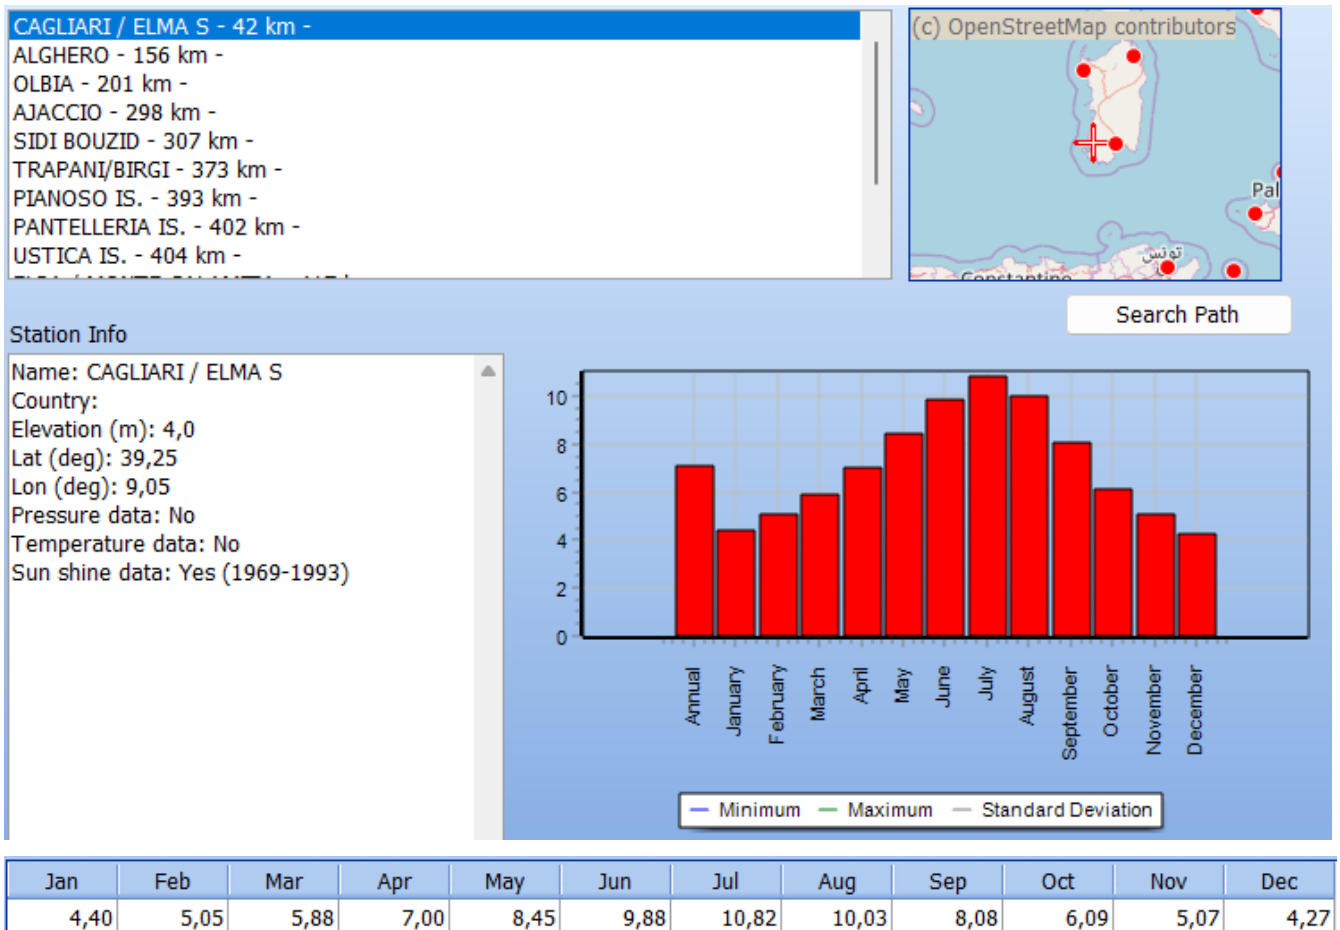 CAGLIARI / ELMA S - 42 km -
ALGHERO - 156 km -
OLBIA - 201 km -
AJACCIO - 298 km -
SIDI BOUZID - 307 km -
TRAPANI/BIRGI - 373 km -
PIANOSO IS. - 393 km -
PANTELLERIA IS. - 402 km -
USTICA IS. - 404 km -
(c) OpenStreetMap contributors
Pal
تونس
Constantine
Search Path
Station Info
Name: CAGLIARI / ELMA S
Country:
Elevation (m): 4,0
Lat (deg): 39,25
Lon (deg): 9,05
Pressure data: No
Temperature data: No
Sun shine data: Yes (1969-1993)
10
8
6
4
2
0
Annual
January
February
March
April
May
June
July
August
September
October
November
December
Minimum Maximum Standard Deviation
Jan Feb Mar Apr May Jun Jul Aug Sep Oct Nov Dec
4,40 5,05 5,88 7,00 8,45 9,88 10,82 10,03 8,08 6,09 5,07 4,27